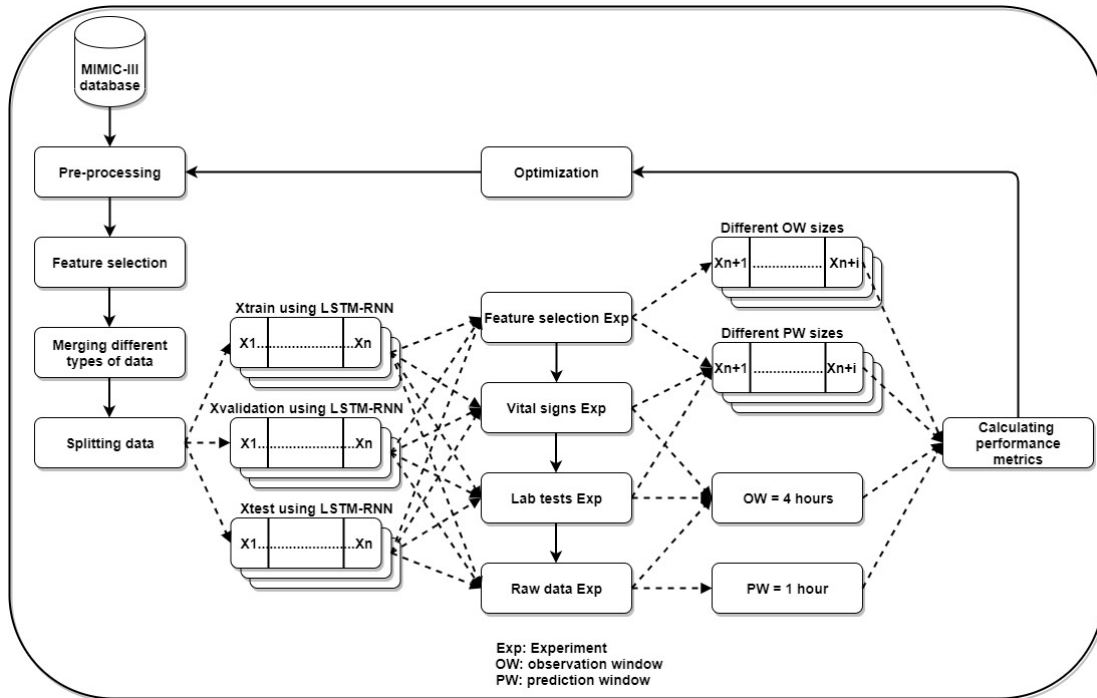 MIMIC-III
database
Pre-processing
Optimization
Feature selection
Merging different
types of data
Splitting data
Xtrain using LSTM-RNN
X1.......................Xn
Xvalidation using LSTM-RNN
X1.......................Xn
Xtest using LSTM-RNN
X1.......................Xn
Feature selection Exp
Vital signs Exp
Lab tests Exp
Raw data Exp
Different OW sizes
Xn+1 .................. Xn+i
Different PW sizes
Xn+1 .................. Xn+i
OW = 4 hours
PW = 1 hour
Calculating
performance
metrics
Exp: Experiment
OW: observation window
PW: prediction window